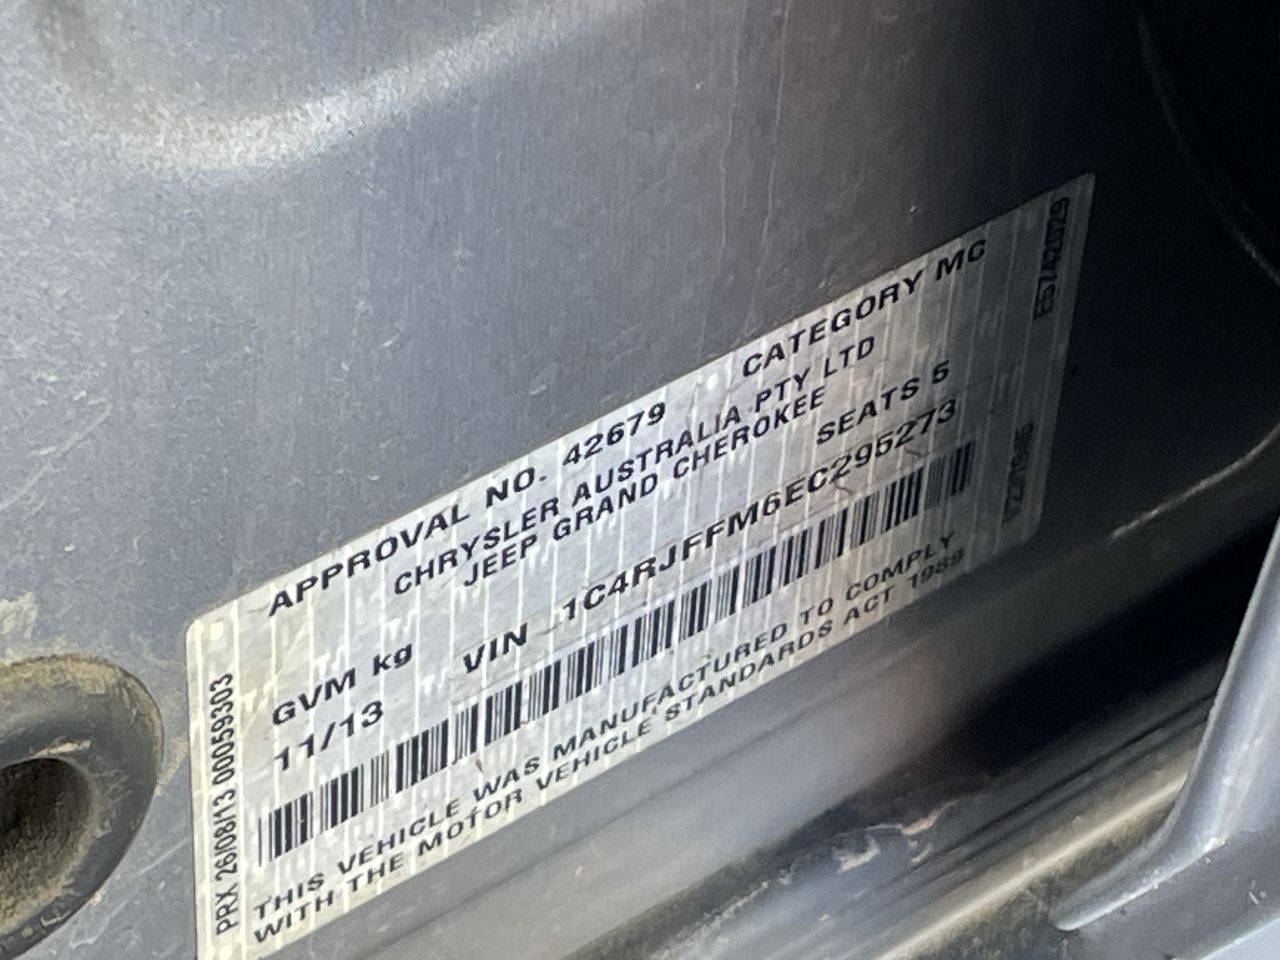 APPROVAL NO. 42679 CATEGORY MC
CHRYSLER AUSTRALIA PTY LTD
JEEP GRAND CHEROKEE
GVM kg SEATS 5
11/13 VIN 1C4RJFFM6EC295273
THIS VEHICLE WAS MANUFACTURED TO COMPLY
WITH THE MOTOR VEHICLE STANDARDS ACT 1989
PRX 26/08/13 00059303